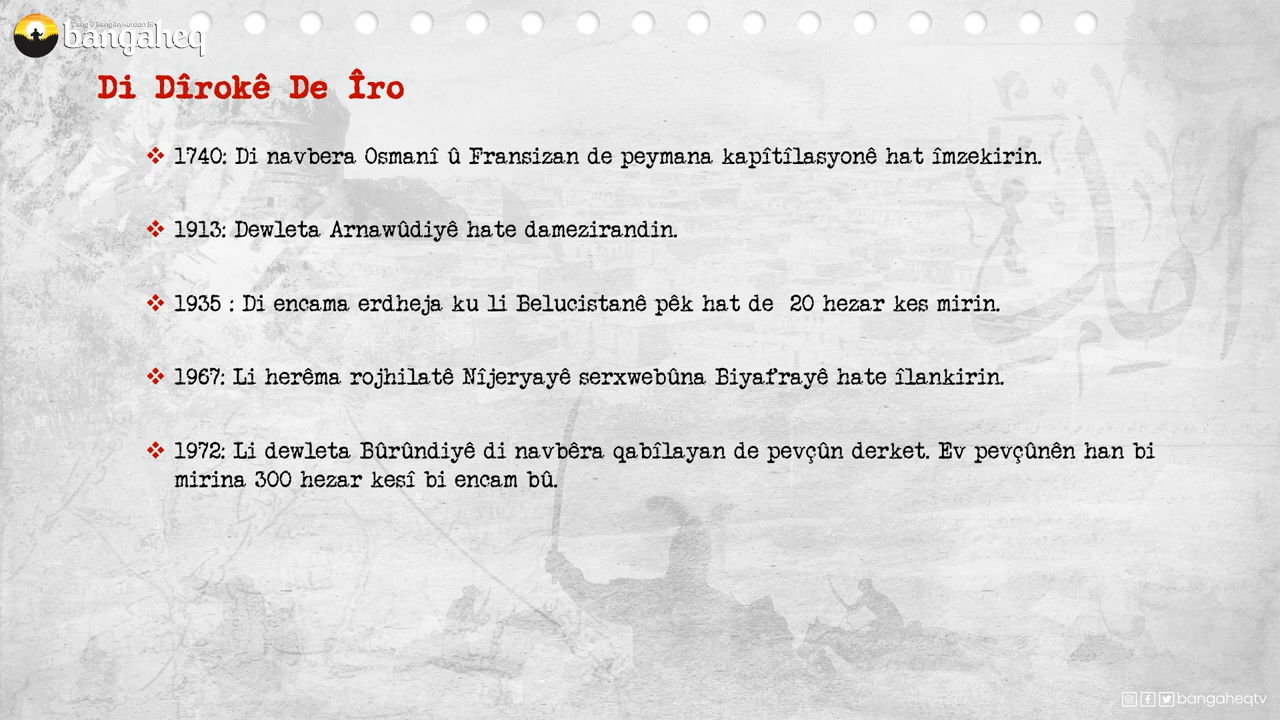 bangaheq
Di Dîrokê De Îro
1740: Di navbera Osmanî û Fransizan de peymana kapîtîlasyonê hat îmzekirin.
1913: Dewleta Arnawûdiyê hate damezirandin.
1935 : Di encama erdheja ku li Belucistanê pêk hat de 20 hezar kes mirin.
1967: Li herêma rojhilatê Nîjeryayê serxwebûna Biyafrayê hate îlankirin.
1972: Li dewleta Bûrûndiyê di navbêra qabîlayan de pevçûn derket. Ev pevçûnên han bi
mirina 300 hezar kesî bi encam bû.
bangaheqtv